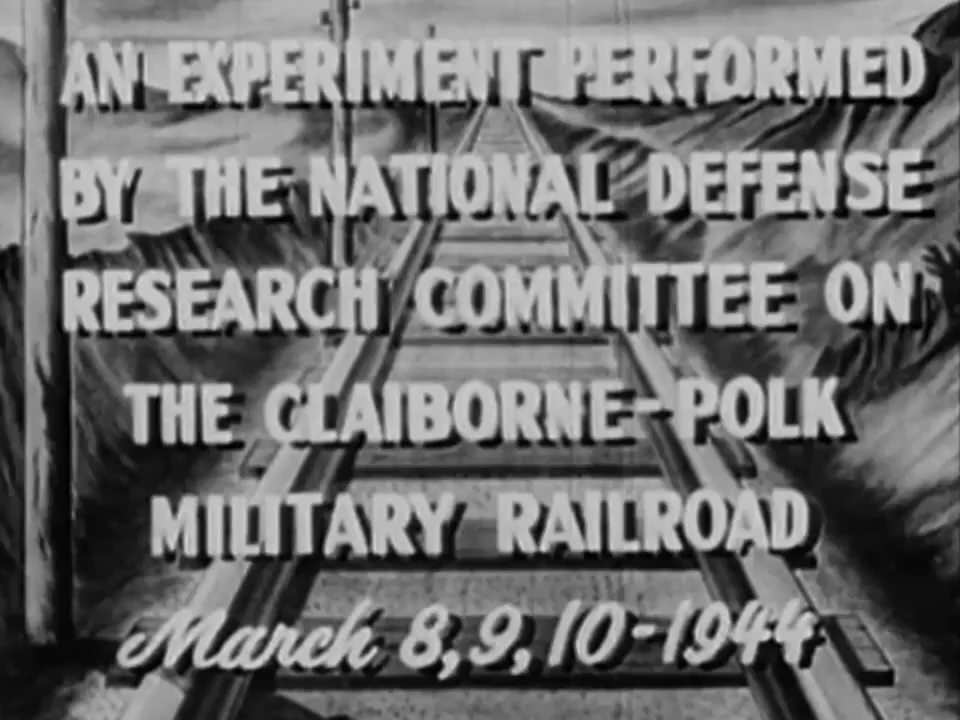 AN EXPERIMENT PERFORMED
BY THE NATIONAL DEFENSE
RESEARCH COMMITTEE ON
THE CLAIBORNE-POLK
MILITARY RAILROAD
March 8, 9, 10-1944